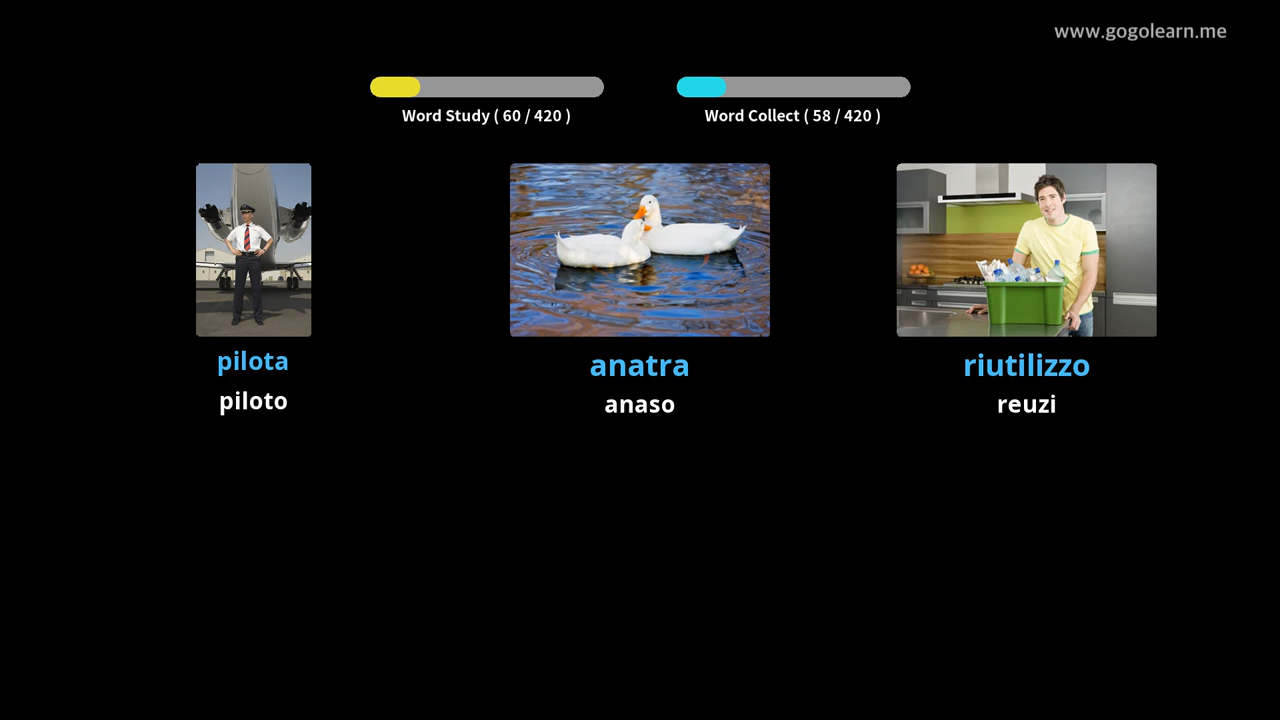 www.gogolearn.me
Word Study ( 60 / 420 )
Word Collect ( 58 / 420 )
pilota
piloto
anatra
anaso
riutilizzo
reuzi